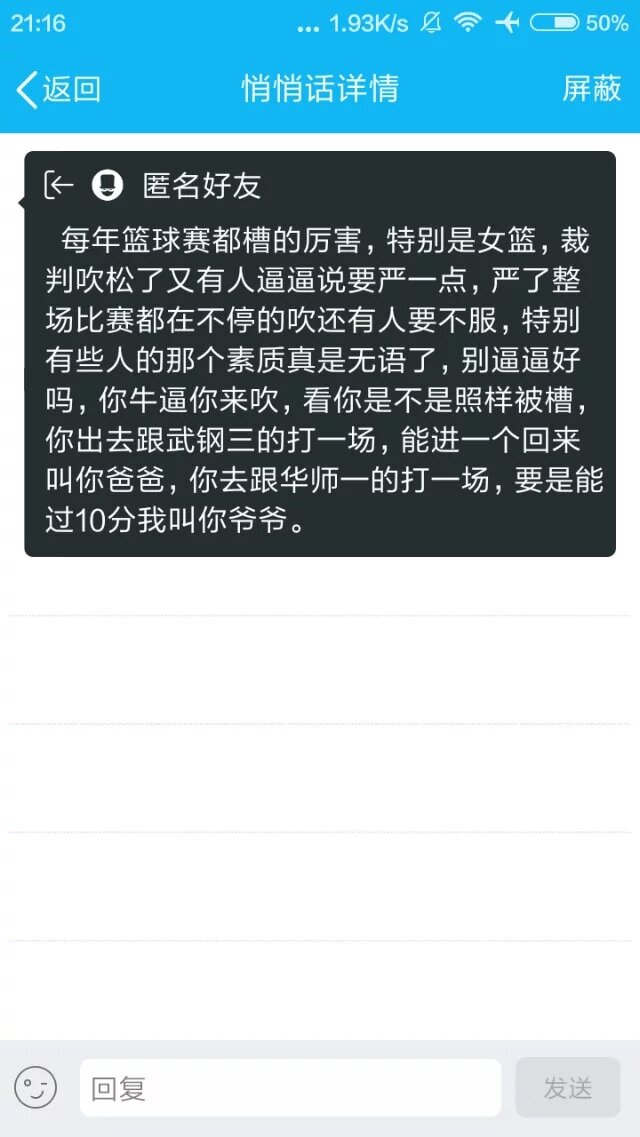 21:16
... 1.93K/s
50%
返回
悄悄话详情
屏蔽
匿名好友
每年篮球赛都槽的厉害，特别是女篮，裁
判吹松了又有人逼逼说要严一点，严了整
场比赛都在不停的吹还有人要不服，特别
有些人的那个素质真是无语了，别逼逼好
吗，你牛逼你来吹，看你是不是照样被槽，
你出去跟武钢三的打一场，能进一个回来
叫你爸爸，你去跟华师一的打一场，要是能
过10分我叫你爷爷。
回复
发送